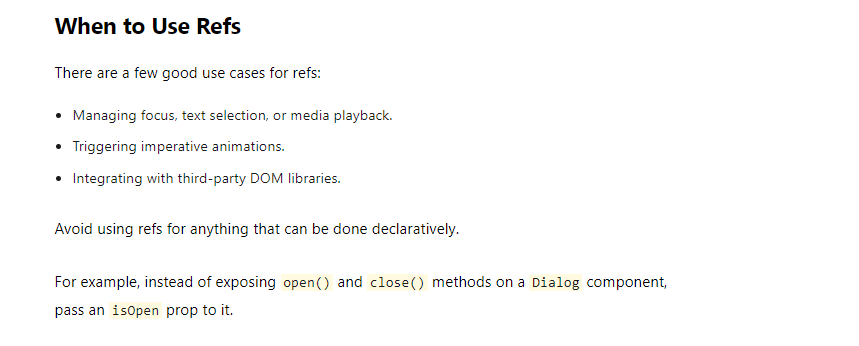 When to Use Refs
There are a few good use cases for refs:
• Managing focus, text selection, or media playback.
• Triggering imperative animations.
• Integrating with third-party DOM libraries.
Avoid using refs for anything that can be done declaratively.
For example, instead of exposing open() and close() methods on a Dialog component,
pass an isOpen prop to it.